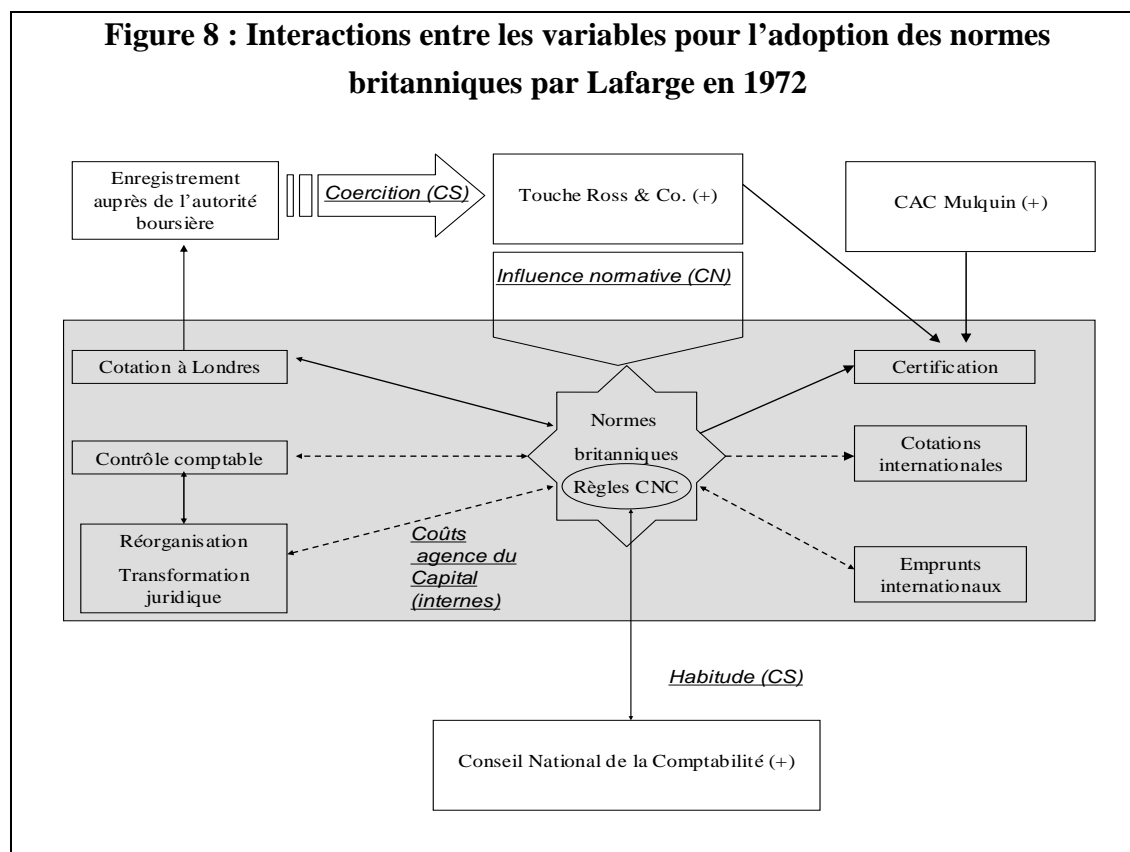 Figure 8 : Interactions entre les variables pour l’adoption des normes
britanniques par Lafarge en 1972
Enregistrement
auprès de l’autorité
boursière
Coercition (CS)
Touche Ross & Co. (+)
CAC Mulquin (+)
Influence normative (CN)
Cotation à Londres
Certification
Normes
britanniques
Règles CNC
Contrôle comptable
Cotations
internationales
Réorganisation
Transformation
juridique
Coûts
agence du
Capital
(internes)
Emprunts
internationaux
Habitude (CS)
Conseil National de la Comptabilité (+)